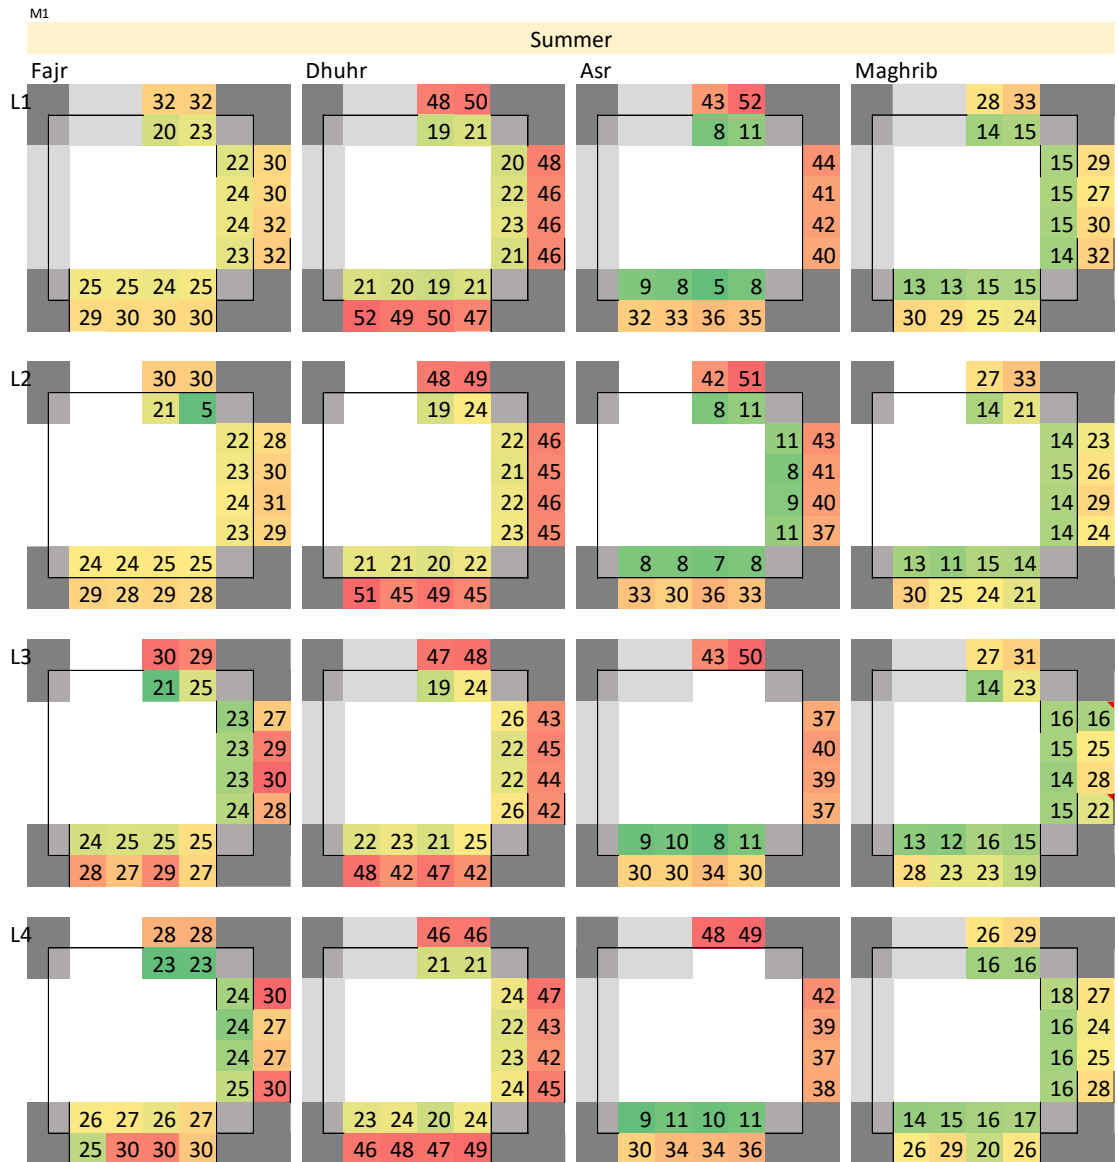 M1
Summer
Fajr Dhuhr Asr Maghrib
L1 32 32 48 50 43 52 28 33
20 23 19 21 8 11 14 15
22 30 20 48 44 15 29
24 30 22 46 41 15 27
24 32 23 46 42 15 30
23 32 21 46 40 14 32
25 25 24 25 21 20 19 21 9 8 5 8 13 13 15 15
29 30 30 30 52 49 50 47 32 33 36 35 30 29 25 24
L2 30 30 48 49 42 51 27 33
21 5 19 24 8 11 14 21
22 28 22 46 11 43 14 23
23 30 21 45 8 41 15 26
24 31 22 46 9 40 14 29
23 29 23 45 11 37 14 24
24 24 25 25 21 21 20 22 8 8 7 8 13 11 15 14
29 28 29 28 51 45 49 45 33 30 36 33 30 25 24 21
L3 30 29 47 48 43 50 27 31
21 25 19 24 14 23
23 27 26 43 37 16 16
23 29 22 45 40 15 25
23 30 22 44 39 14 28
24 28 26 42 37 15 22
24 25 25 25 22 23 21 25 9 10 8 11 13 12 16 15
28 27 29 27 48 42 47 42 30 30 34 30 28 23 23 19
L4 28 28 46 46 48 49 26 29
23 23 21 21 16 16
24 30 24 47 42 18 27
24 27 22 43 39 16 24
24 27 23 42 37 16 25
25 30 24 45 38 16 28
26 27 26 27 23 24 20 24 9 11 10 11 14 15 16 17
25 30 30 30 46 48 47 49 30 34 34 36 26 29 20 26